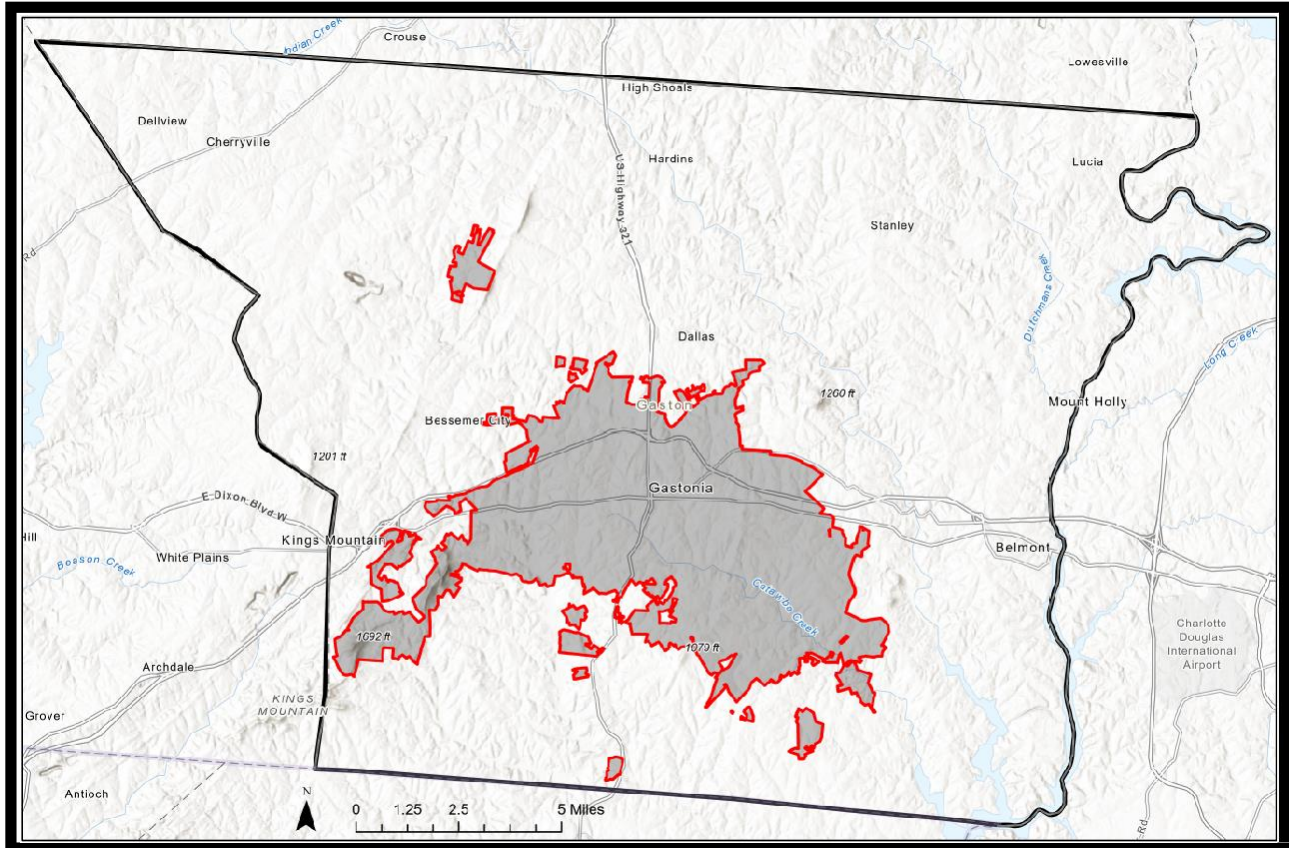 Indian Creek
Crouse
Lowesville
High Shoals
Dellview
Cherryville
Hardins
Lucia
US Highway 321
Stanley
Rd
Dutchmans Creek
Long Creek
Dallas
1200 ft
Mount Holly
Gaston
Bessemer City
1201 ft
E Dixon Blvd W
Gastonia
Hill
Kings Mountain
White Plains
Belmont
Catawba Creek
Charlotte
Douglas
International
Airport
1692 ft
1079 ft
Archdale
KINGS
MOUNTAIN
Grover
Antioch
N
0 1.25 2.5 5 Miles
Rd